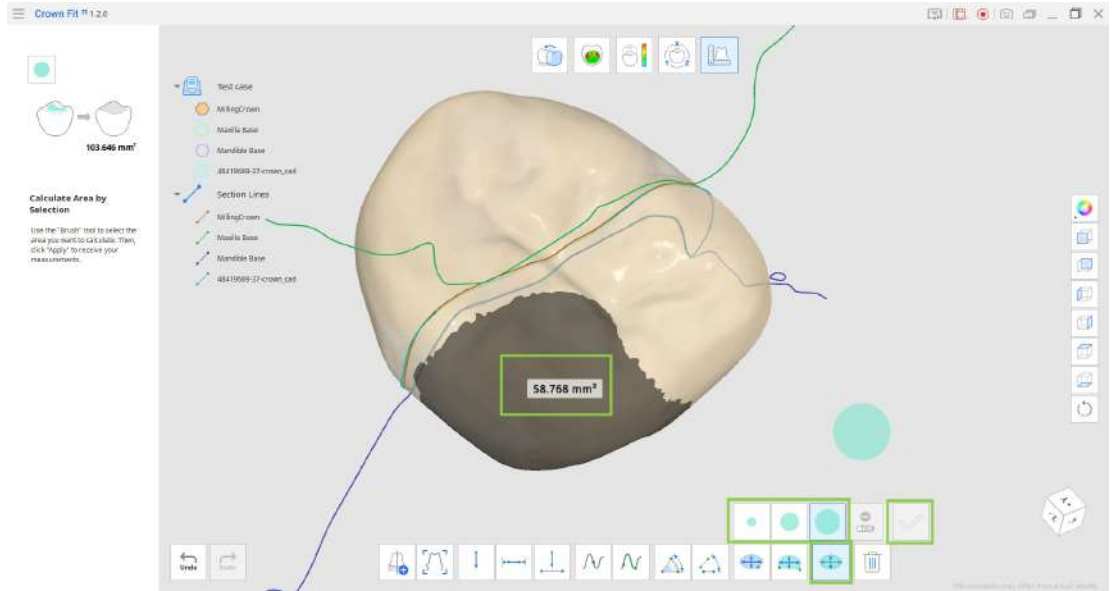 Crown Fit 1.2.0
103.646 mm²
Calculate Area by
Selection
Use the "Brush" tool to select the
area you want to calculate. Then,
click "Apply" to receive your
measurements.
Test case
MillingCrown
Maxilla Base
Mandible Base
48419689-37-crown_cad
Section Lines
MillingCrown
Maxilla Base
Mandible Base
48419689-37-crown_cad
58.768 mm²
Undo
Redo